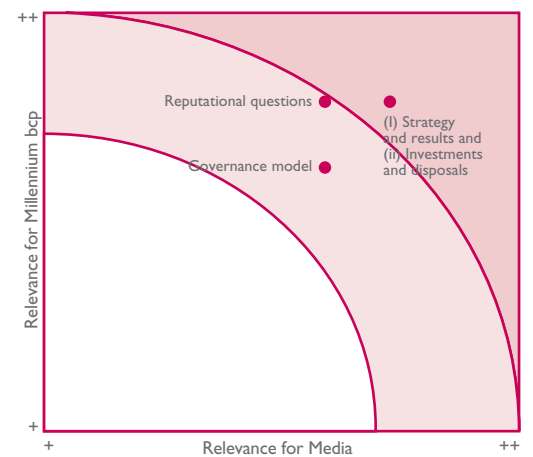 ++
Relevance for Millennium bcp
Reputational questions
(I) Strategy
and results and
(ii) Investments
and disposals
Governance model
+
+
Relevance for Media
++